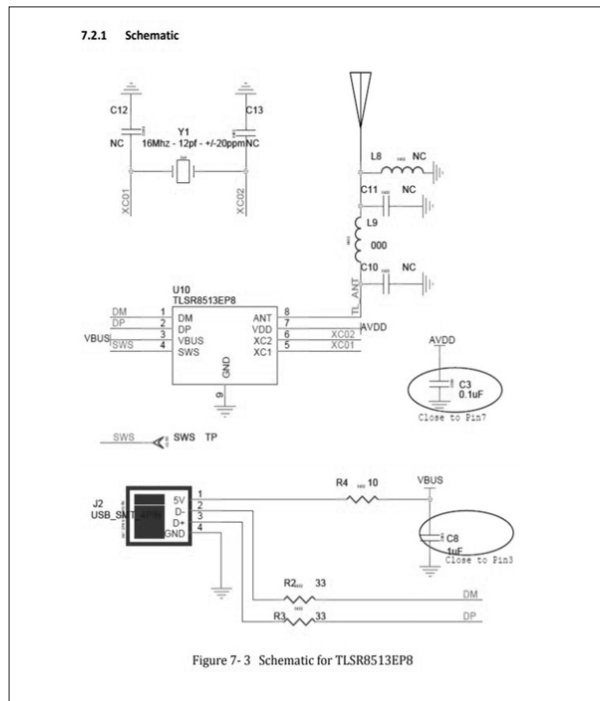 7.2.1 Schematic
C12
C13
Y1
NC 16Mhz - 12pf - +/-20ppm NC
XC01
XC02
L8 NC
C11 NC
L9
000
C10 NC
TL_ANT
U10
TLSR8513EP8
DM 1 DM ANT 8
DP 2 DP VDD 7 AVDD
VBUS 3 VBUS XC2 6 XC02
SWS 4 SWS XC1 5 XC01
GND
9
AVDD
C3
0.1uF
Close to Pin7
SWS SWS TP
J2
5V 1
D- 2
D+ 3
GND 4
R4 10
VBUS
C8
1uF
Close to Pin3
R2 33 DM
R3 33 DP
Figure 7- 3 Schematic for TLSR8513EP8